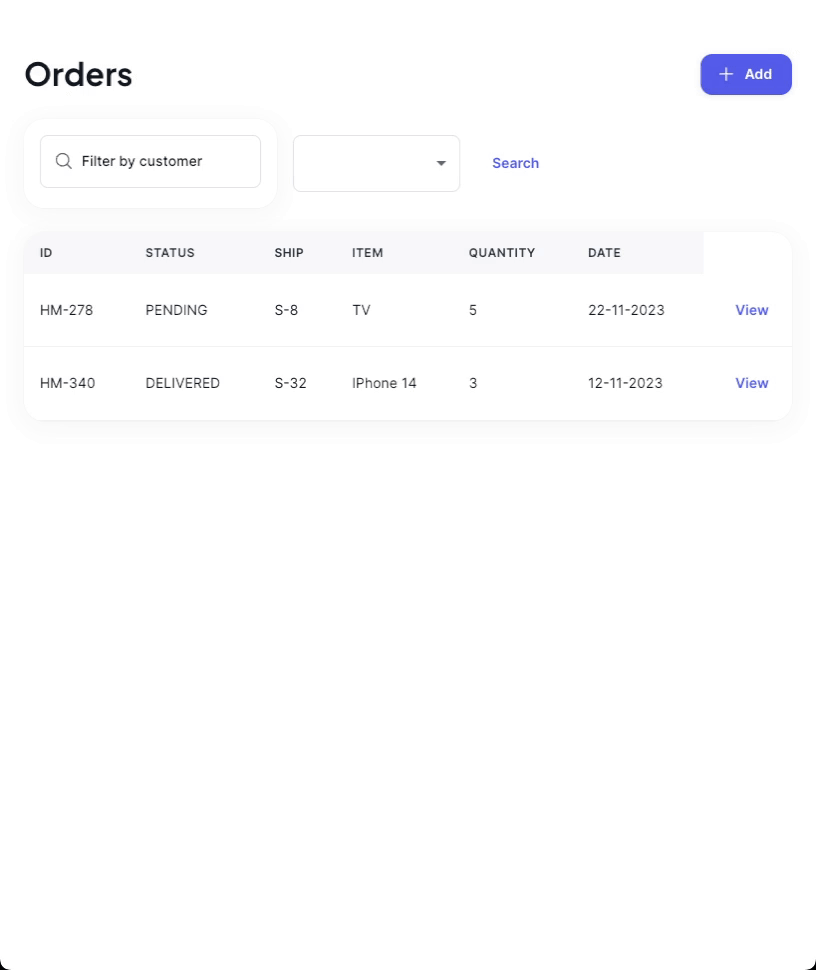 Orders
Add
Filter by customer
Search
ID STATUS SHIP ITEM QUANTITY DATE
HM-278 PENDING S-8 TV 5 22-11-2023 View
HM-340 DELIVERED S-32 IPhone 14 3 12-11-2023 View